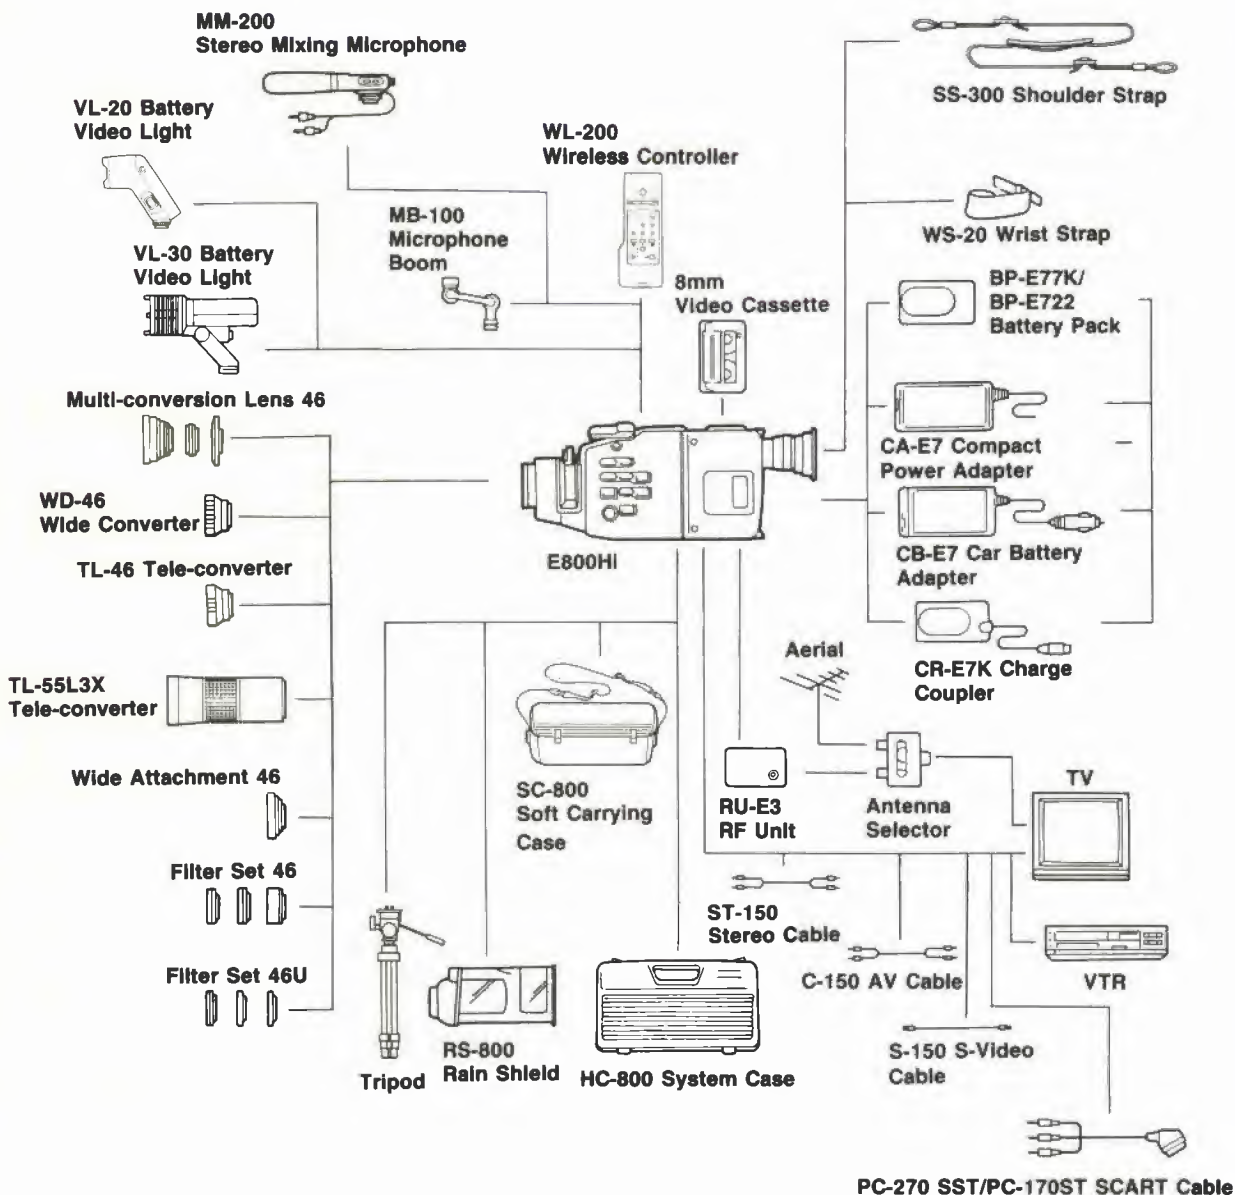 MM-200
Stereo Mixing Microphone
SS-300 Shoulder Strap
VL-20 Battery
Video Light
WL-200
Wireless Controller
MB-100
Microphone
Boom
WS-20 Wrist Strap
VL-30 Battery
Video Light
8mm
Video Cassette
BP-E77K/
BP-E722
Battery Pack
Multi-conversion Lens 46
CA-E7 Compact
Power Adapter
WD-46
Wide Converter
E800Hi
CB-E7 Car Battery
Adapter
TL-46 Tele-converter
Aerial
CR-E7K Charge
Coupler
TL-55L3X
Tele-converter
Wide Attachment 46
SC-800
Soft Carrying
Case
RU-E3
RF Unit
Antenna
Selector
TV
Filter Set 46
ST-150
Stereo Cable
C-150 AV Cable
VTR
Filter Set 46U
Tripod
RS-800
Rain Shield
HC-800 System Case
S-150 S-Video
Cable
PC-270 SST/PC-170ST SCART Cable